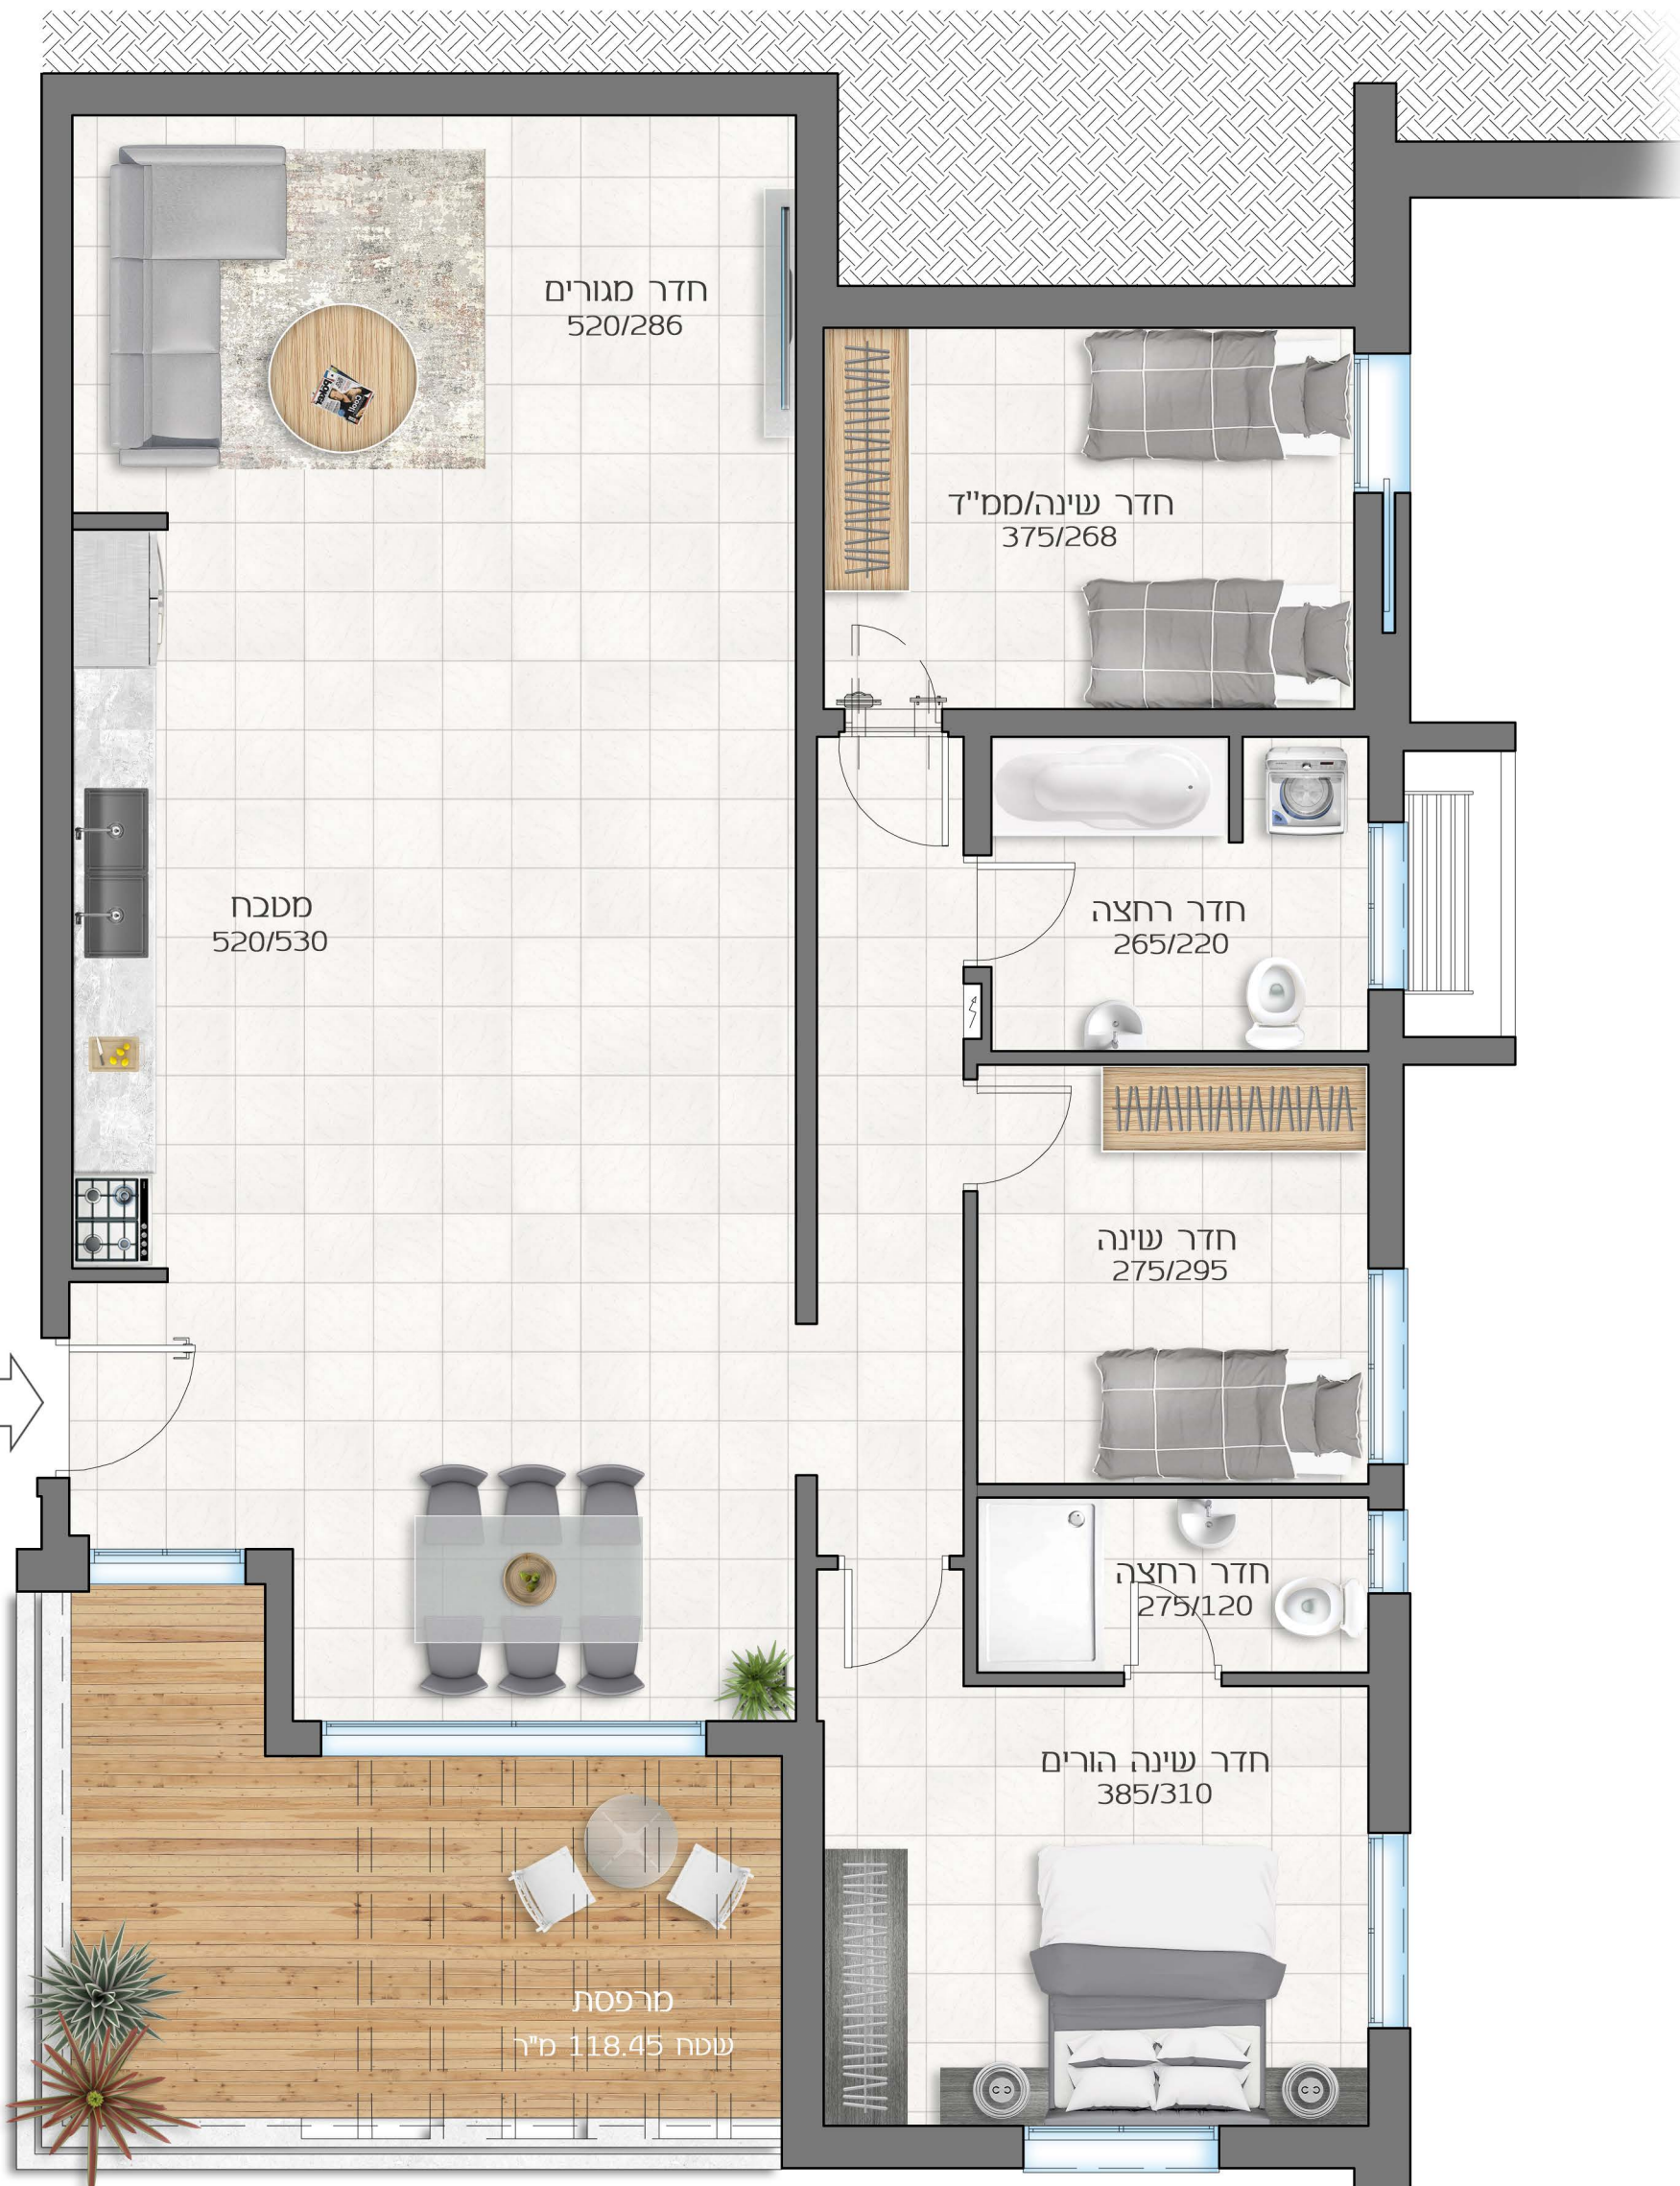 חדר מגורים
520/286
חדר שינה/ממ"ד
375/268
מטבח
520/530
חדר רחצה
265/220
חדר שינה
275/295
חדר רחצה
275/120
חדר שינה הורים
385/310
מרפסת
שטח 118.45 מ"ר